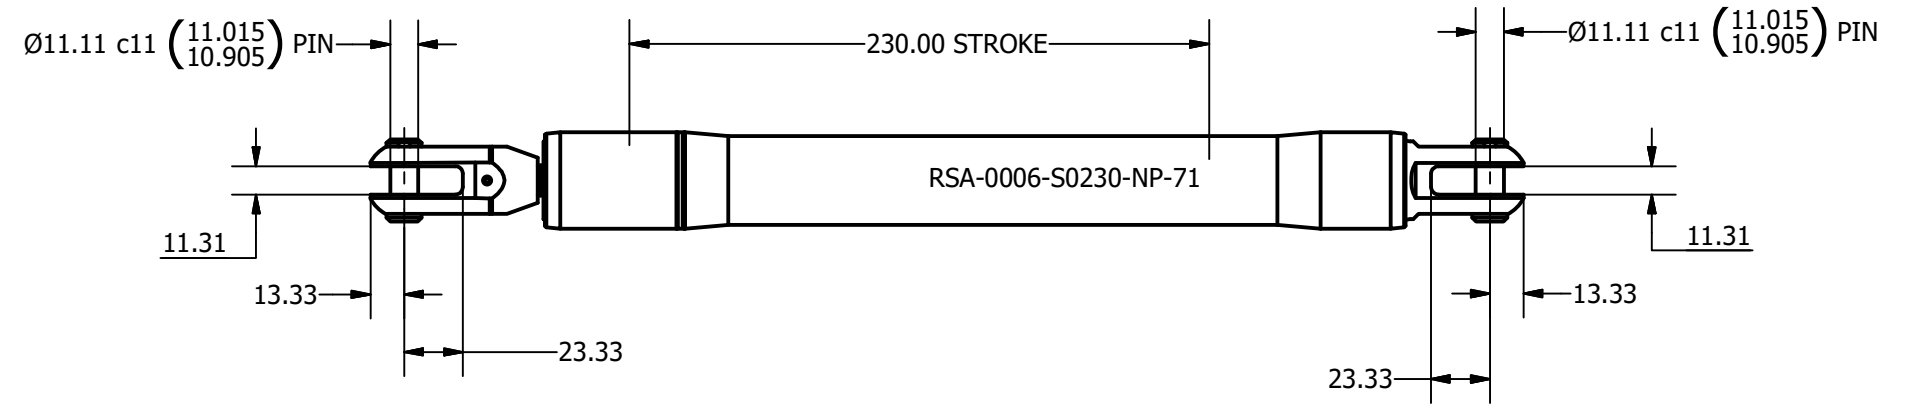 Ø11.11 c11 (11.015
10.905) PIN
230.00 STROKE
Ø11.11 c11 (11.015
10.905) PIN
RSA-0006-S0230-NP-71
11.31
11.31
13.33
13.33
23.33
23.33